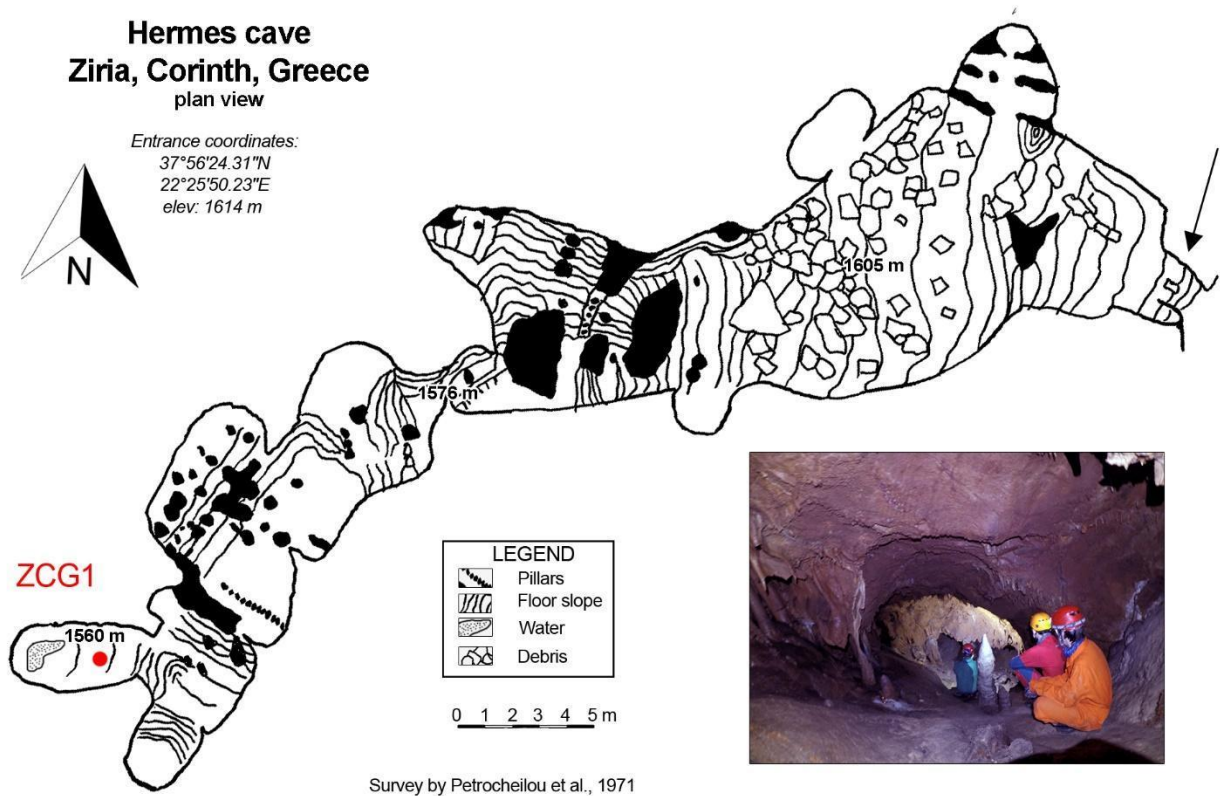 Hermes cave
Ziria, Corinth, Greece
plan view
Entrance coordinates:
37°56'24.31"N
22°25'50.23"E
elev: 1614 m
N
1605 m
1576 m
ZCG1
1560 m
LEGEND
Pillars
Floor slope
Water
Debris
0 1 2 3 4 5 m
Survey by Petrocheilou et al., 1971